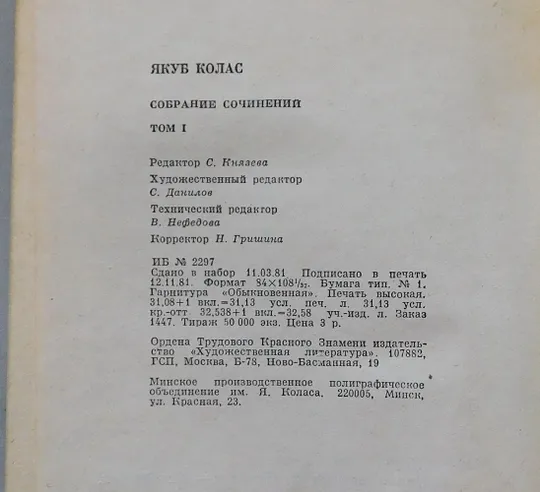 ЯКУБ КОЛАС
СОБРАНИЕ СОЧИНЕНИЙ
ТОМ I
Редактор С. Князева
Художественный редактор
С. Данилов
Технический редактор
В. Нефедова
Корректор Н. Гришина
ИБ № 2297
Сдано в набор 11.03.81 Подписано в печать
12.11.81. Формат 84×108¹/₃₂. Бумага тип. № 1.
Гарнитура «Обыкновенная». Печать высокая.
31,08+1 вкл.=31,13 усл. печ. л. 31,13 усл.
кр.-отт 32,538+1 вкл.=32,58 уч.-изд. л. Заказ
1447. Тираж 50 000 экз. Цена 3 р.
Ордена Трудового Красного Знамени издатель-
ство «Художественная литература». 107882,
ГСП, Москва, Б-78, Ново-Басманная, 19
Минское производственное полиграфическое
объединение им. Я. Коласа. 220005, Минск,
ул. Красная, 23.